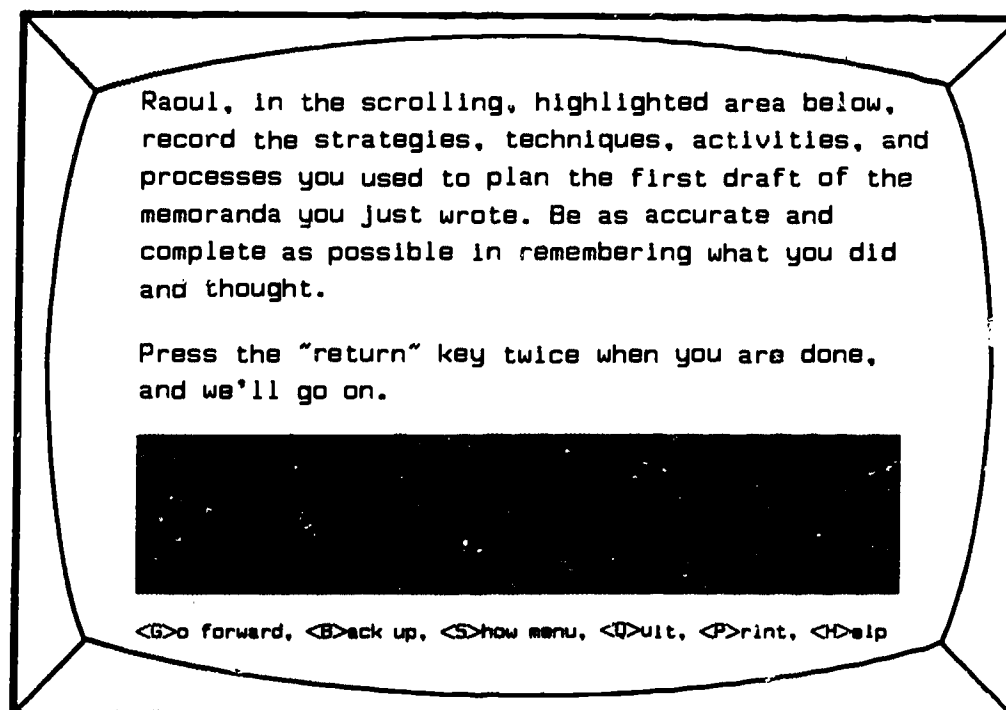 Raoul, in the scrolling, highlighted area below,
record the strategies, techniques, activities, and
processes you used to plan the first draft of the
memoranda you just wrote. Be as accurate and
complete as possible in remembering what you did
and thought.
Press the "return" key twice when you are done,
and we'll go on.
<G>o forward, <B>ack up, <S>how menu, <Q>uit, <P>rint, <H>elp